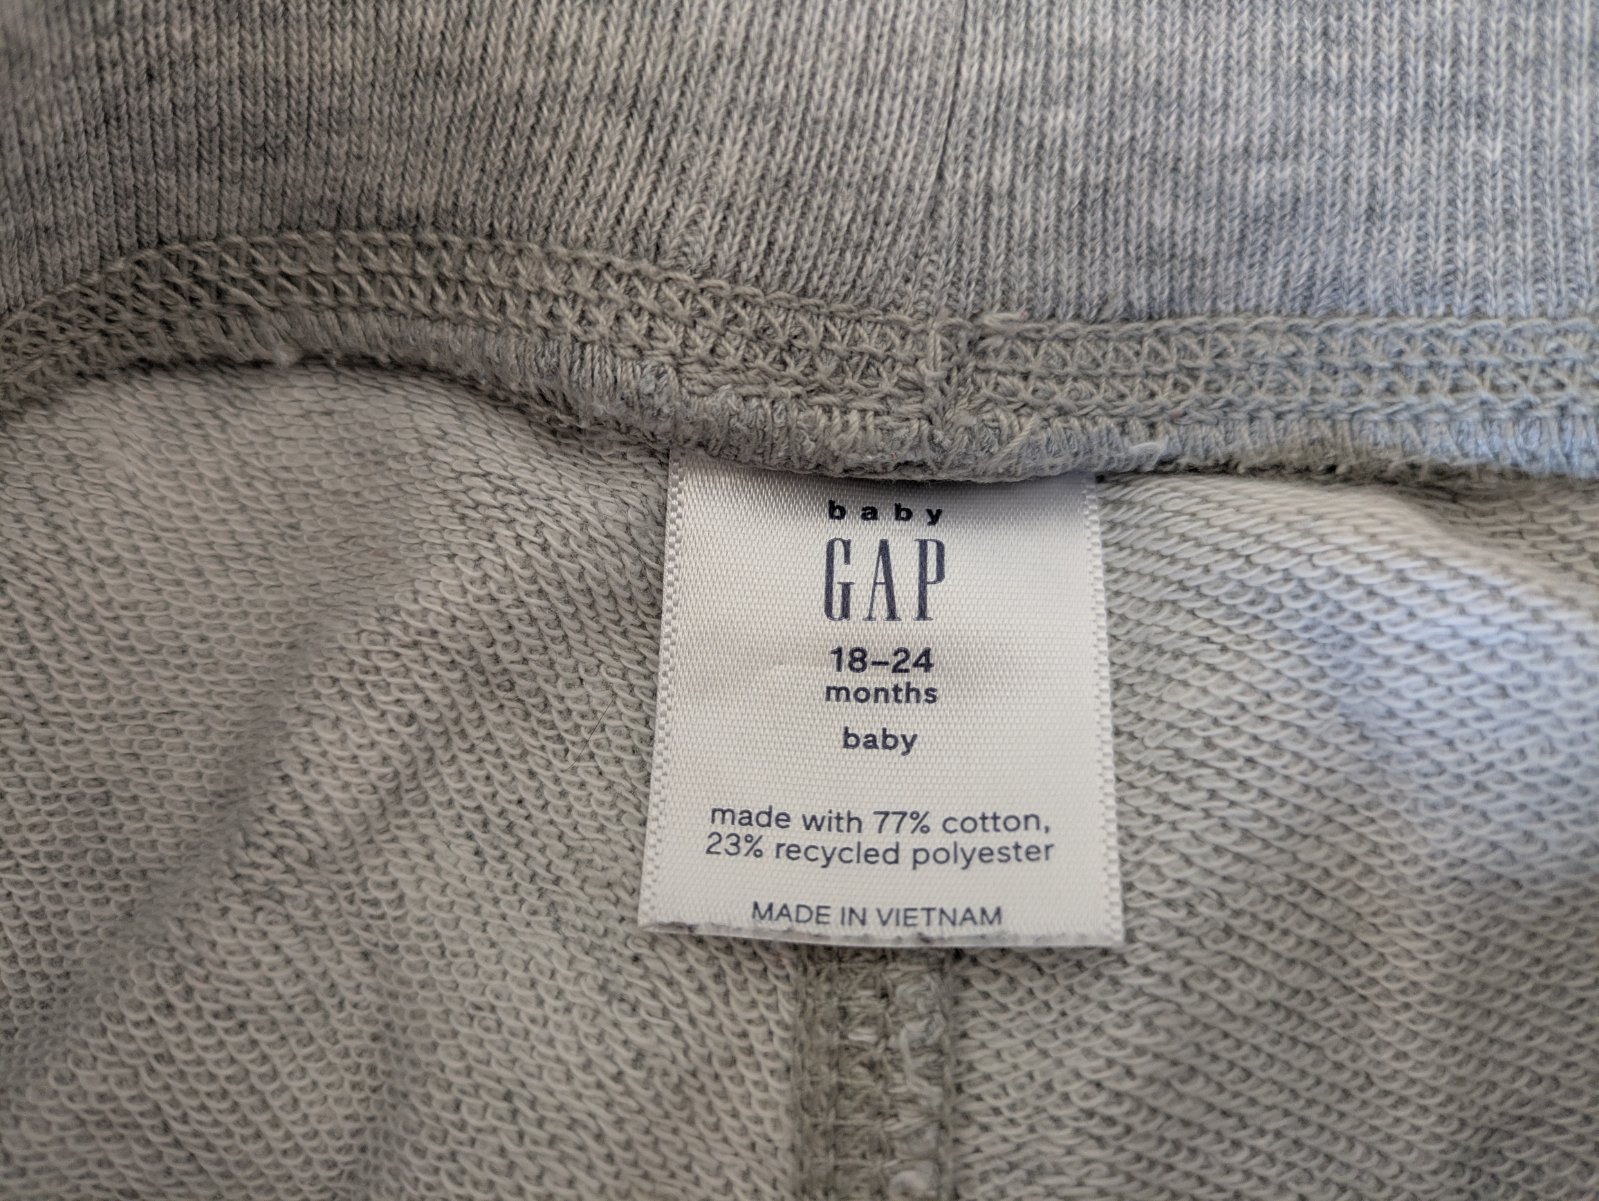 baby
GAP
18–24
months
baby
made with 77% cotton,
23% recycled polyester
MADE IN VIETNAM